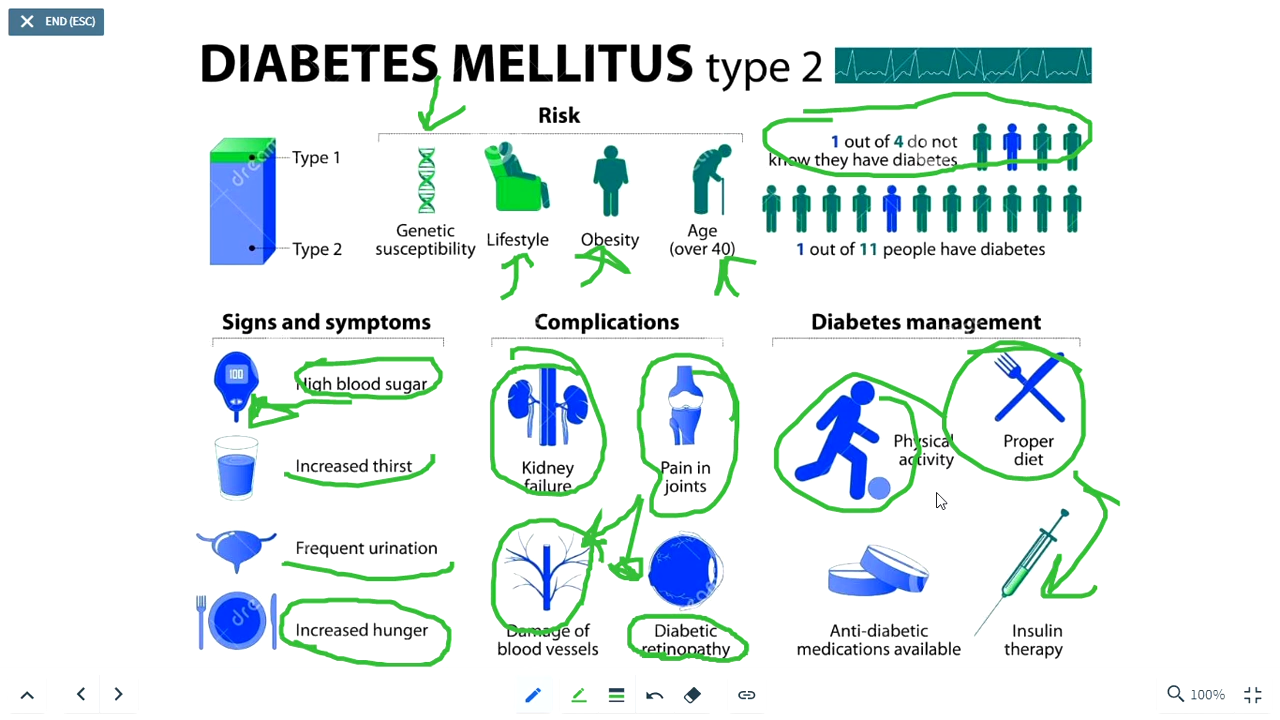 END (ESC)
DIABETES MELLITUS type 2
Risk
1 out of 4 do not
know they have diabetes
Type 1
Type 2
Genetic
susceptibility
Lifestyle
Obesity
Age
(over 40)
1 out of 11 people have diabetes
Signs and symptoms
100
High blood sugar
Increased thirst
Frequent urination
Increased hunger
Complications
Kidney
failure
Pain in
joints
Damage of
blood vessels
Diabetic
retinopathy
Diabetes management
Physical
activity
Proper
diet
Anti-diabetic
medications available
Insulin
therapy
100%